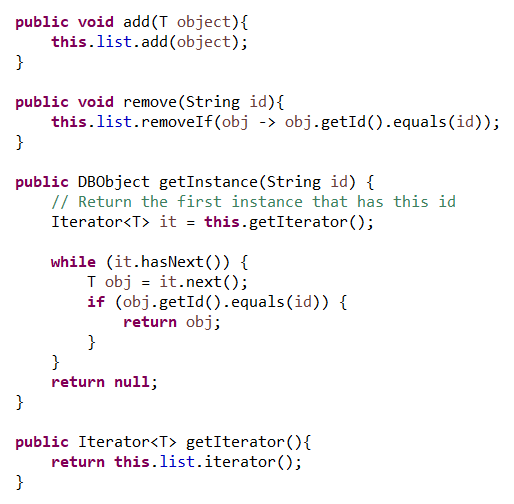 public void add(T object){
    this.list.add(object);
}
public void remove(String id){
    this.list.removeIf(obj -> obj.getId().equals(id));
}
public DBObject getInstance(String id) {
    // Return the first instance that has this id
    Iterator<T> it = this.getIterator();
    while (it.hasNext()) {
        T obj = it.next();
        if (obj.getId().equals(id)) {
            return obj;
        }
    }
    return null;
}
public Iterator<T> getIterator(){
    return this.list.iterator();
}